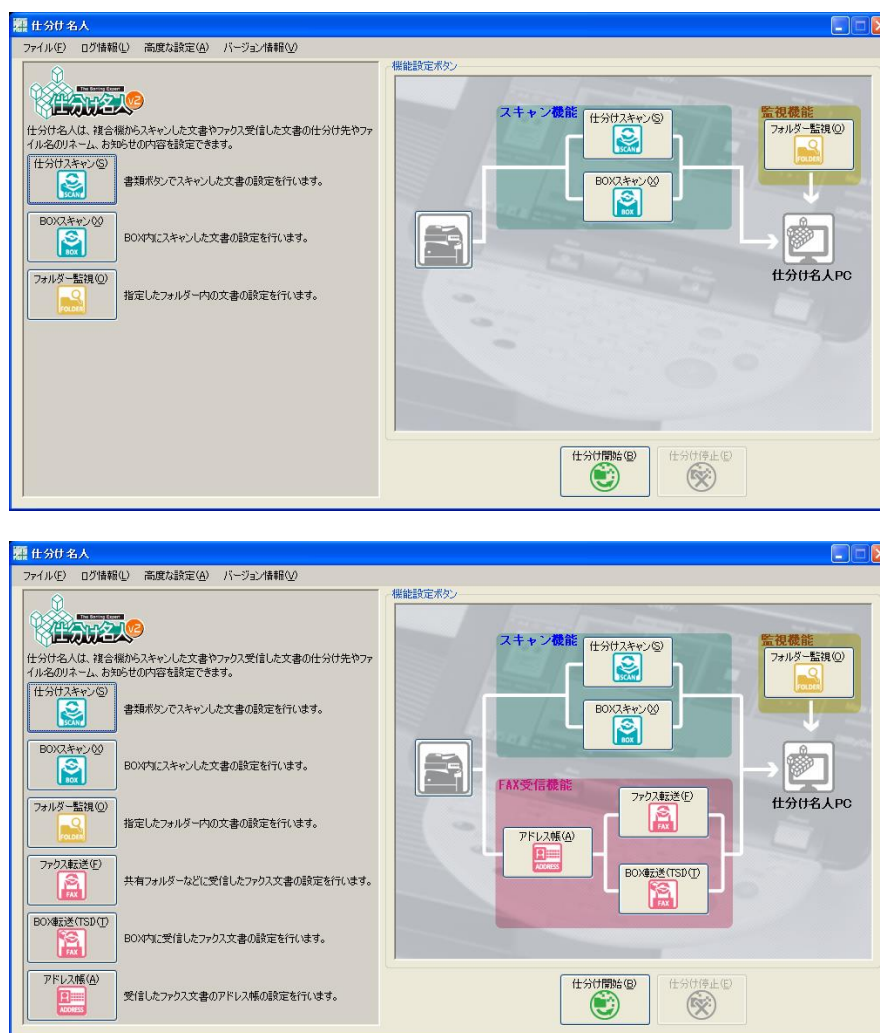 仕分け名人
ファイル(F) ログ情報(L) 高度な設定(A) バージョン情報(V)
The Sorting Expert
仕分け名人 V2
仕分け名人は、複合機からスキャンした文書やファクス受信した文書の仕分け先やファ
イル名のリネーム、お知らせの内容を設定できます。
仕分けスキャン(S)
SCAN
書類ボタンでスキャンした文書の設定を行います。
BOXスキャン(X)
BOX
BOX内にスキャンした文書の設定を行います。
フォルダー監視(O)
FOLDER
指定したフォルダー内の文書の設定を行います。
機能設定ボタン
スキャン機能
仕分けスキャン(S)
SCAN
BOXスキャン(X)
BOX
監視機能
フォルダー監視(O)
FOLDER
仕分け名人PC
仕分け開始(B)
仕分け停止(E)
仕分け名人
ファイル(F) ログ情報(L) 高度な設定(A) バージョン情報(V)
The Sorting Expert
仕分け名人 V2
仕分け名人は、複合機からスキャンした文書やファクス受信した文書の仕分け先やファ
イル名のリネーム、お知らせの内容を設定できます。
仕分けスキャン(S)
SCAN
書類ボタンでスキャンした文書の設定を行います。
BOXスキャン(X)
BOX
BOX内にスキャンした文書の設定を行います。
フォルダー監視(O)
FOLDER
指定したフォルダー内の文書の設定を行います。
ファクス転送(F)
FAX
共有フォルダーなどに受信したファクス文書の設定を行います。
BOX転送(TSD(T)
FAX
BOX内に受信したファクス文書の設定を行います。
アドレス帳(A)
ADDRESS
受信したファクス文書のアドレス帳の設定を行います。
機能設定ボタン
スキャン機能
仕分けスキャン(S)
SCAN
BOXスキャン(X)
BOX
監視機能
フォルダー監視(O)
FOLDER
仕分け名人PC
FAX受信機能
アドレス帳(A)
ADDRESS
ファクス転送(F)
FAX
BOX転送(TSD(T)
FAX
仕分け開始(B)
仕分け停止(E)